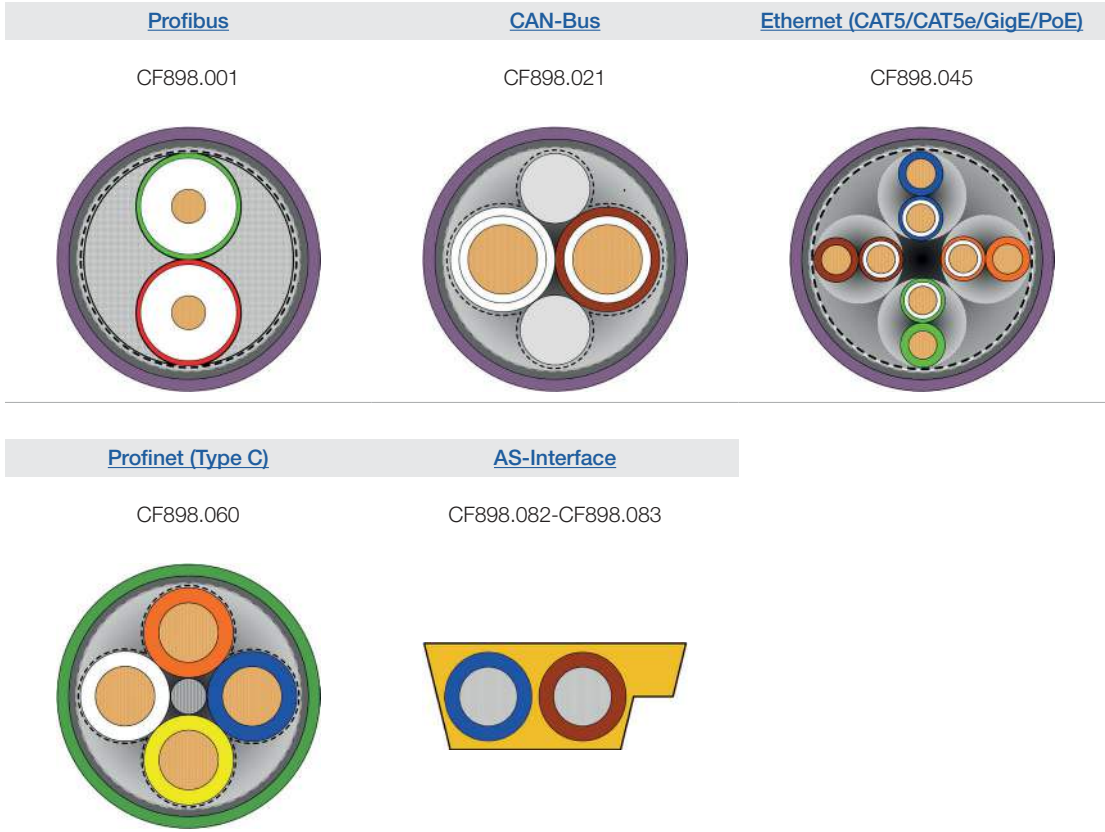 Profibus
CAN-Bus
Ethernet (CAT5/CAT5e/GigE/PoE)
CF898.001
CF898.021
CF898.045
Profinet (Type C)
AS-Interface
CF898.060
CF898.082-CF898.083